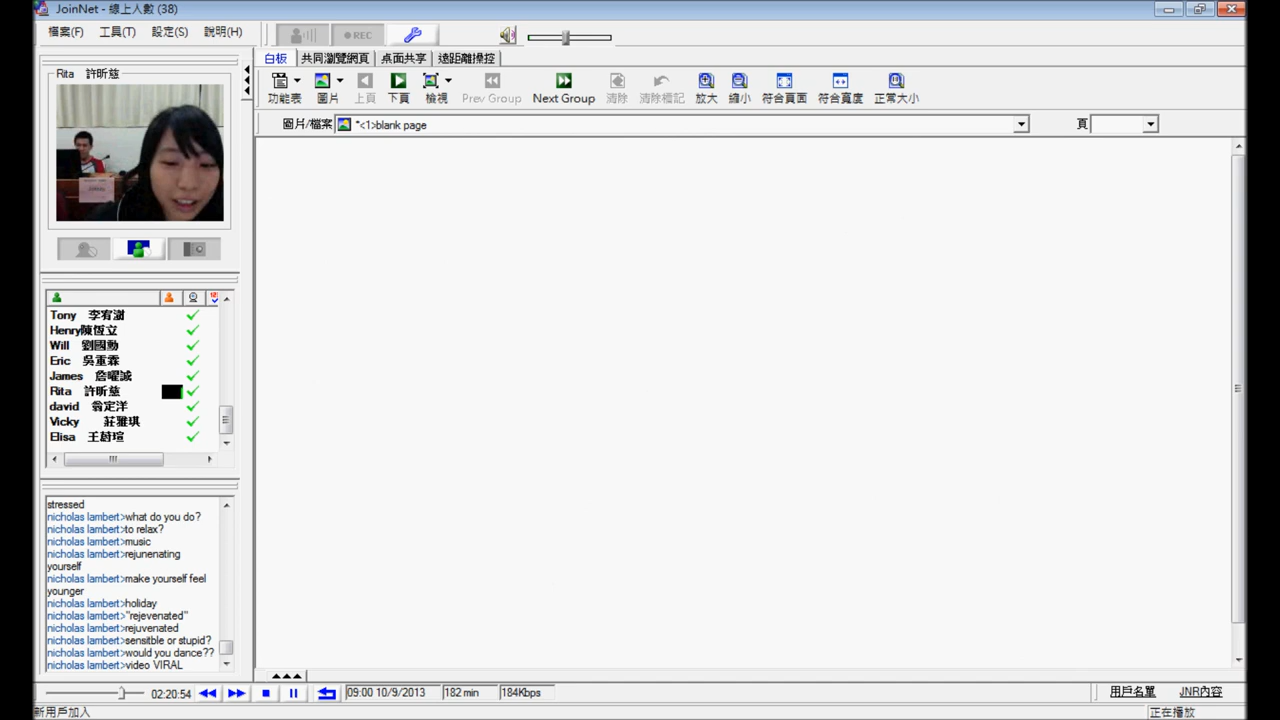 JoinNet - 線上人數 (38)
檔案(F) 工具(T) 設定(S) 說明(H)
REC
Rita 許昕慈
白板 共同瀏覽網頁 桌面共享 遠距離操控
功能表 圖片 上頁 下頁 檢視 Prev Group Next Group 清除 清除標記 放大 縮小 符合頁面 符合寬度 正常大小
圖片/檔案 *<1>blank page 頁
Tony 李宥澍
Henry陳恆立
Will 劉國勳
Eric 吳重霖
James 詹曜誠
Rita 許昕慈
david 翁定洋
Vicky 莊雅琪
Elisa 王蔚瑄
stressed
nicholas lambert>what do you do?
nicholas lambert>to relax?
nicholas lambert>music
nicholas lambert>rejunenating
yourself
nicholas lambert>make yourself feel
younger
nicholas lambert>holiday
nicholas lambert>"rejevenated"
nicholas lambert>rejuvenated
nicholas lambert>sensitble or stupid?
nicholas lambert>would you dance??
nicholas lambert>video VIRAL
02:20:54 09:00 10/9/2013 182 min 184Kbps 用戶名單 JNR內容
新用戶加入 正在播放